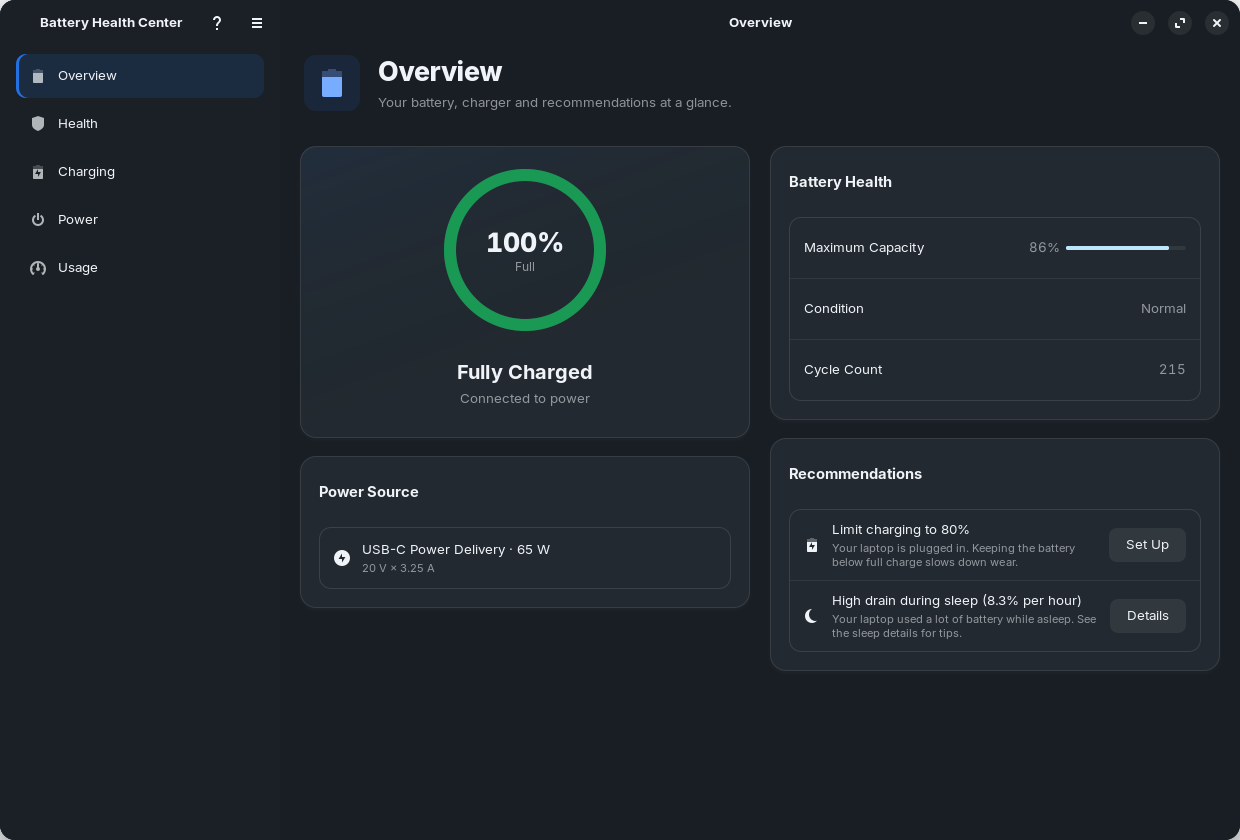 Battery Health Center
Overview
Overview
Health
Charging
Power
Usage
Overview
Your battery, charger and recommendations at a glance.
100%
Full
Fully Charged
Connected to power
Power Source
USB-C Power Delivery · 65 W
20 V × 3.25 A
Battery Health
Maximum Capacity 86%
Condition Normal
Cycle Count 215
Recommendations
Limit charging to 80%
Your laptop is plugged in. Keeping the battery
below full charge slows down wear.
Set Up
High drain during sleep (8.3% per hour)
Your laptop used a lot of battery while asleep. See
the sleep details for tips.
Details